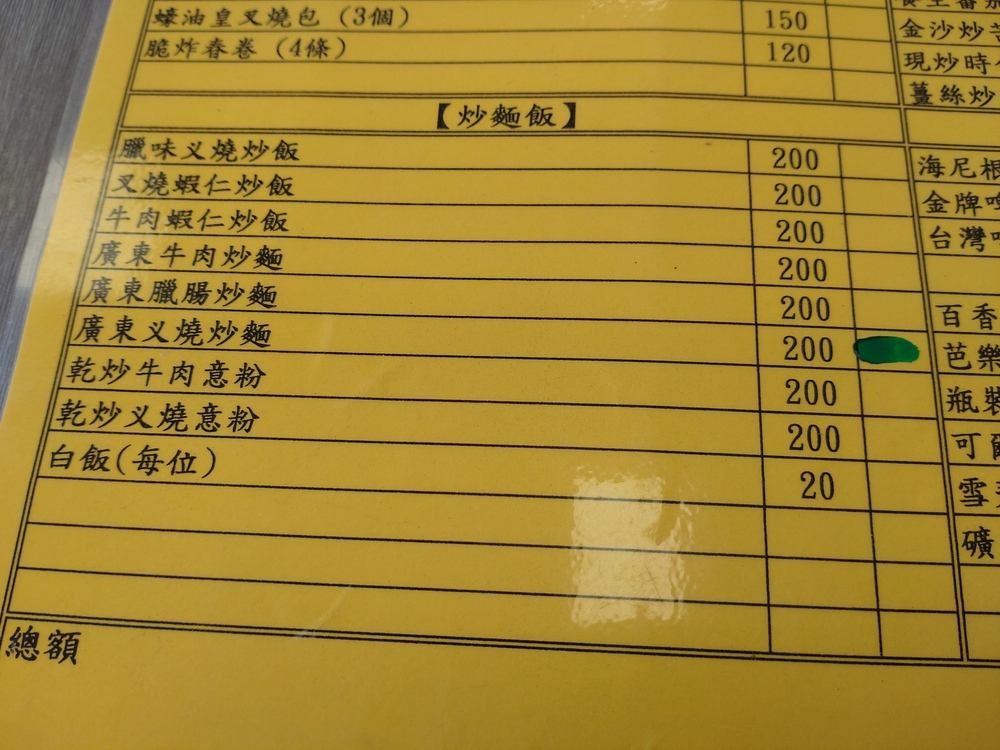 蠔油皇叉燒包（3個） 150
脆炸春卷（4條） 120
【炒麵飯】
臘味义燒炒飯 200
叉燒蝦仁炒飯 200
牛肉蝦仁炒飯 200
廣東牛肉炒麵 200
廣東臘腸炒麵 200
廣東义燒炒麵 200
乾炒牛肉意粉 200
乾炒义燒意粉 200
白飯(每位) 20
總額
金沙炒
現炒時
薑絲炒
海尼根
金牌啤
台灣
百香
芭樂
瓶裝
可
雪
礦